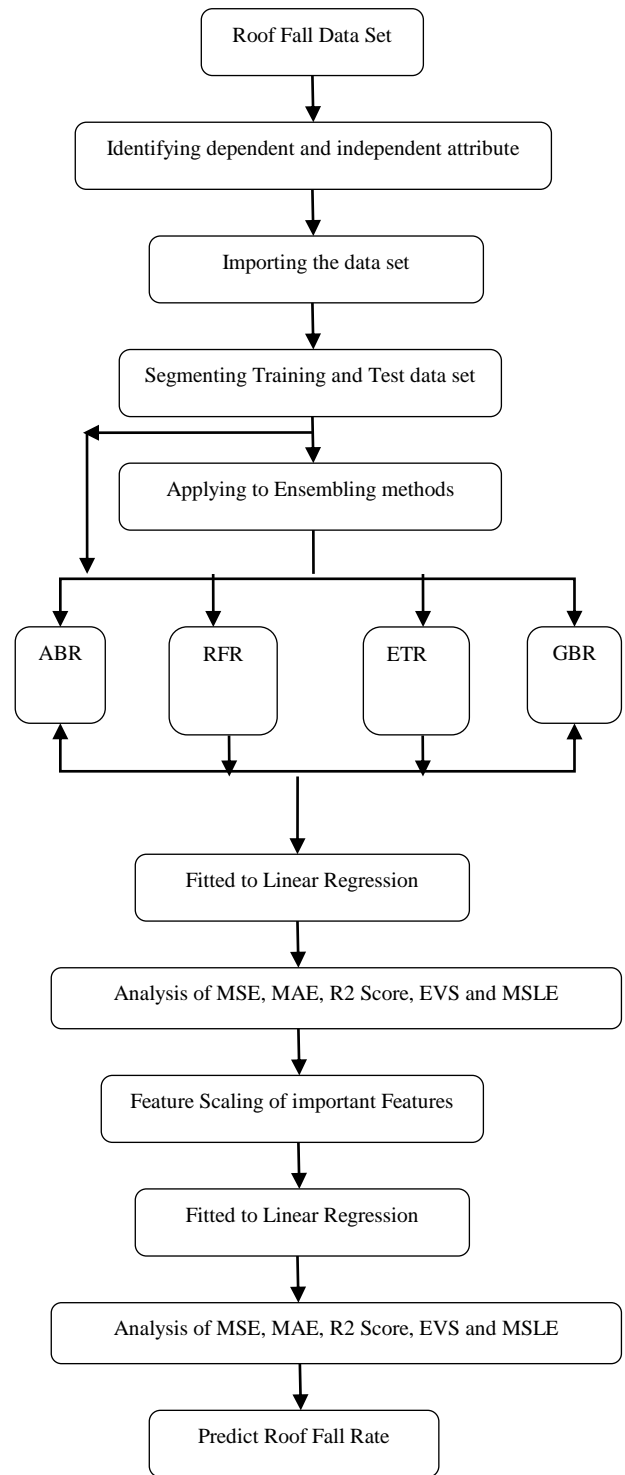 Roof Fall Data Set
Identifying dependent and independent attribute
Importing the data set
Segmenting Training and Test data set
Applying to Ensembling methods
ABR
RFR
ETR
GBR
Fitted to Linear Regression
Analysis of MSE, MAE, R2 Score, EVS and MSLE
Feature Scaling of important Features
Fitted to Linear Regression
Analysis of MSE, MAE, R2 Score, EVS and MSLE
Predict Roof Fall Rate